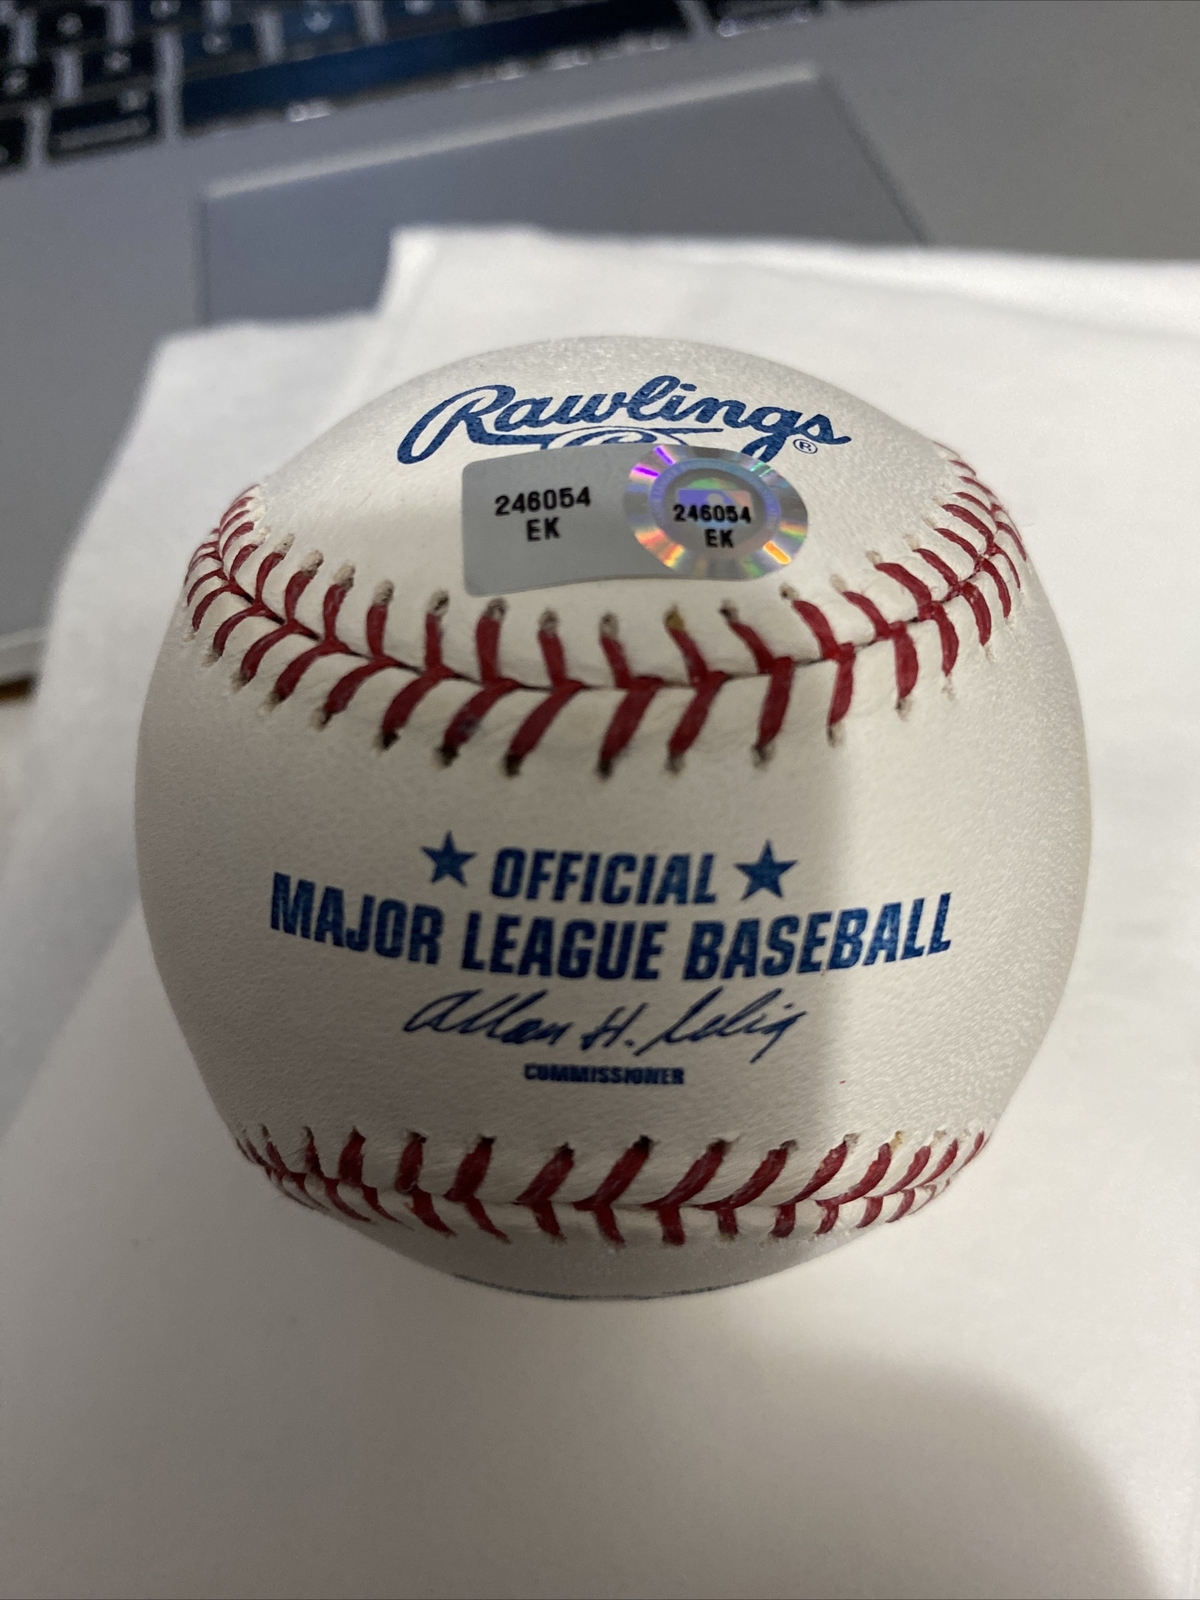 Rawlings®
246054
EK
246054
EK
★ OFFICIAL ★
MAJOR LEAGUE BASEBALL
Allan H. Selig
COMMISSIONER